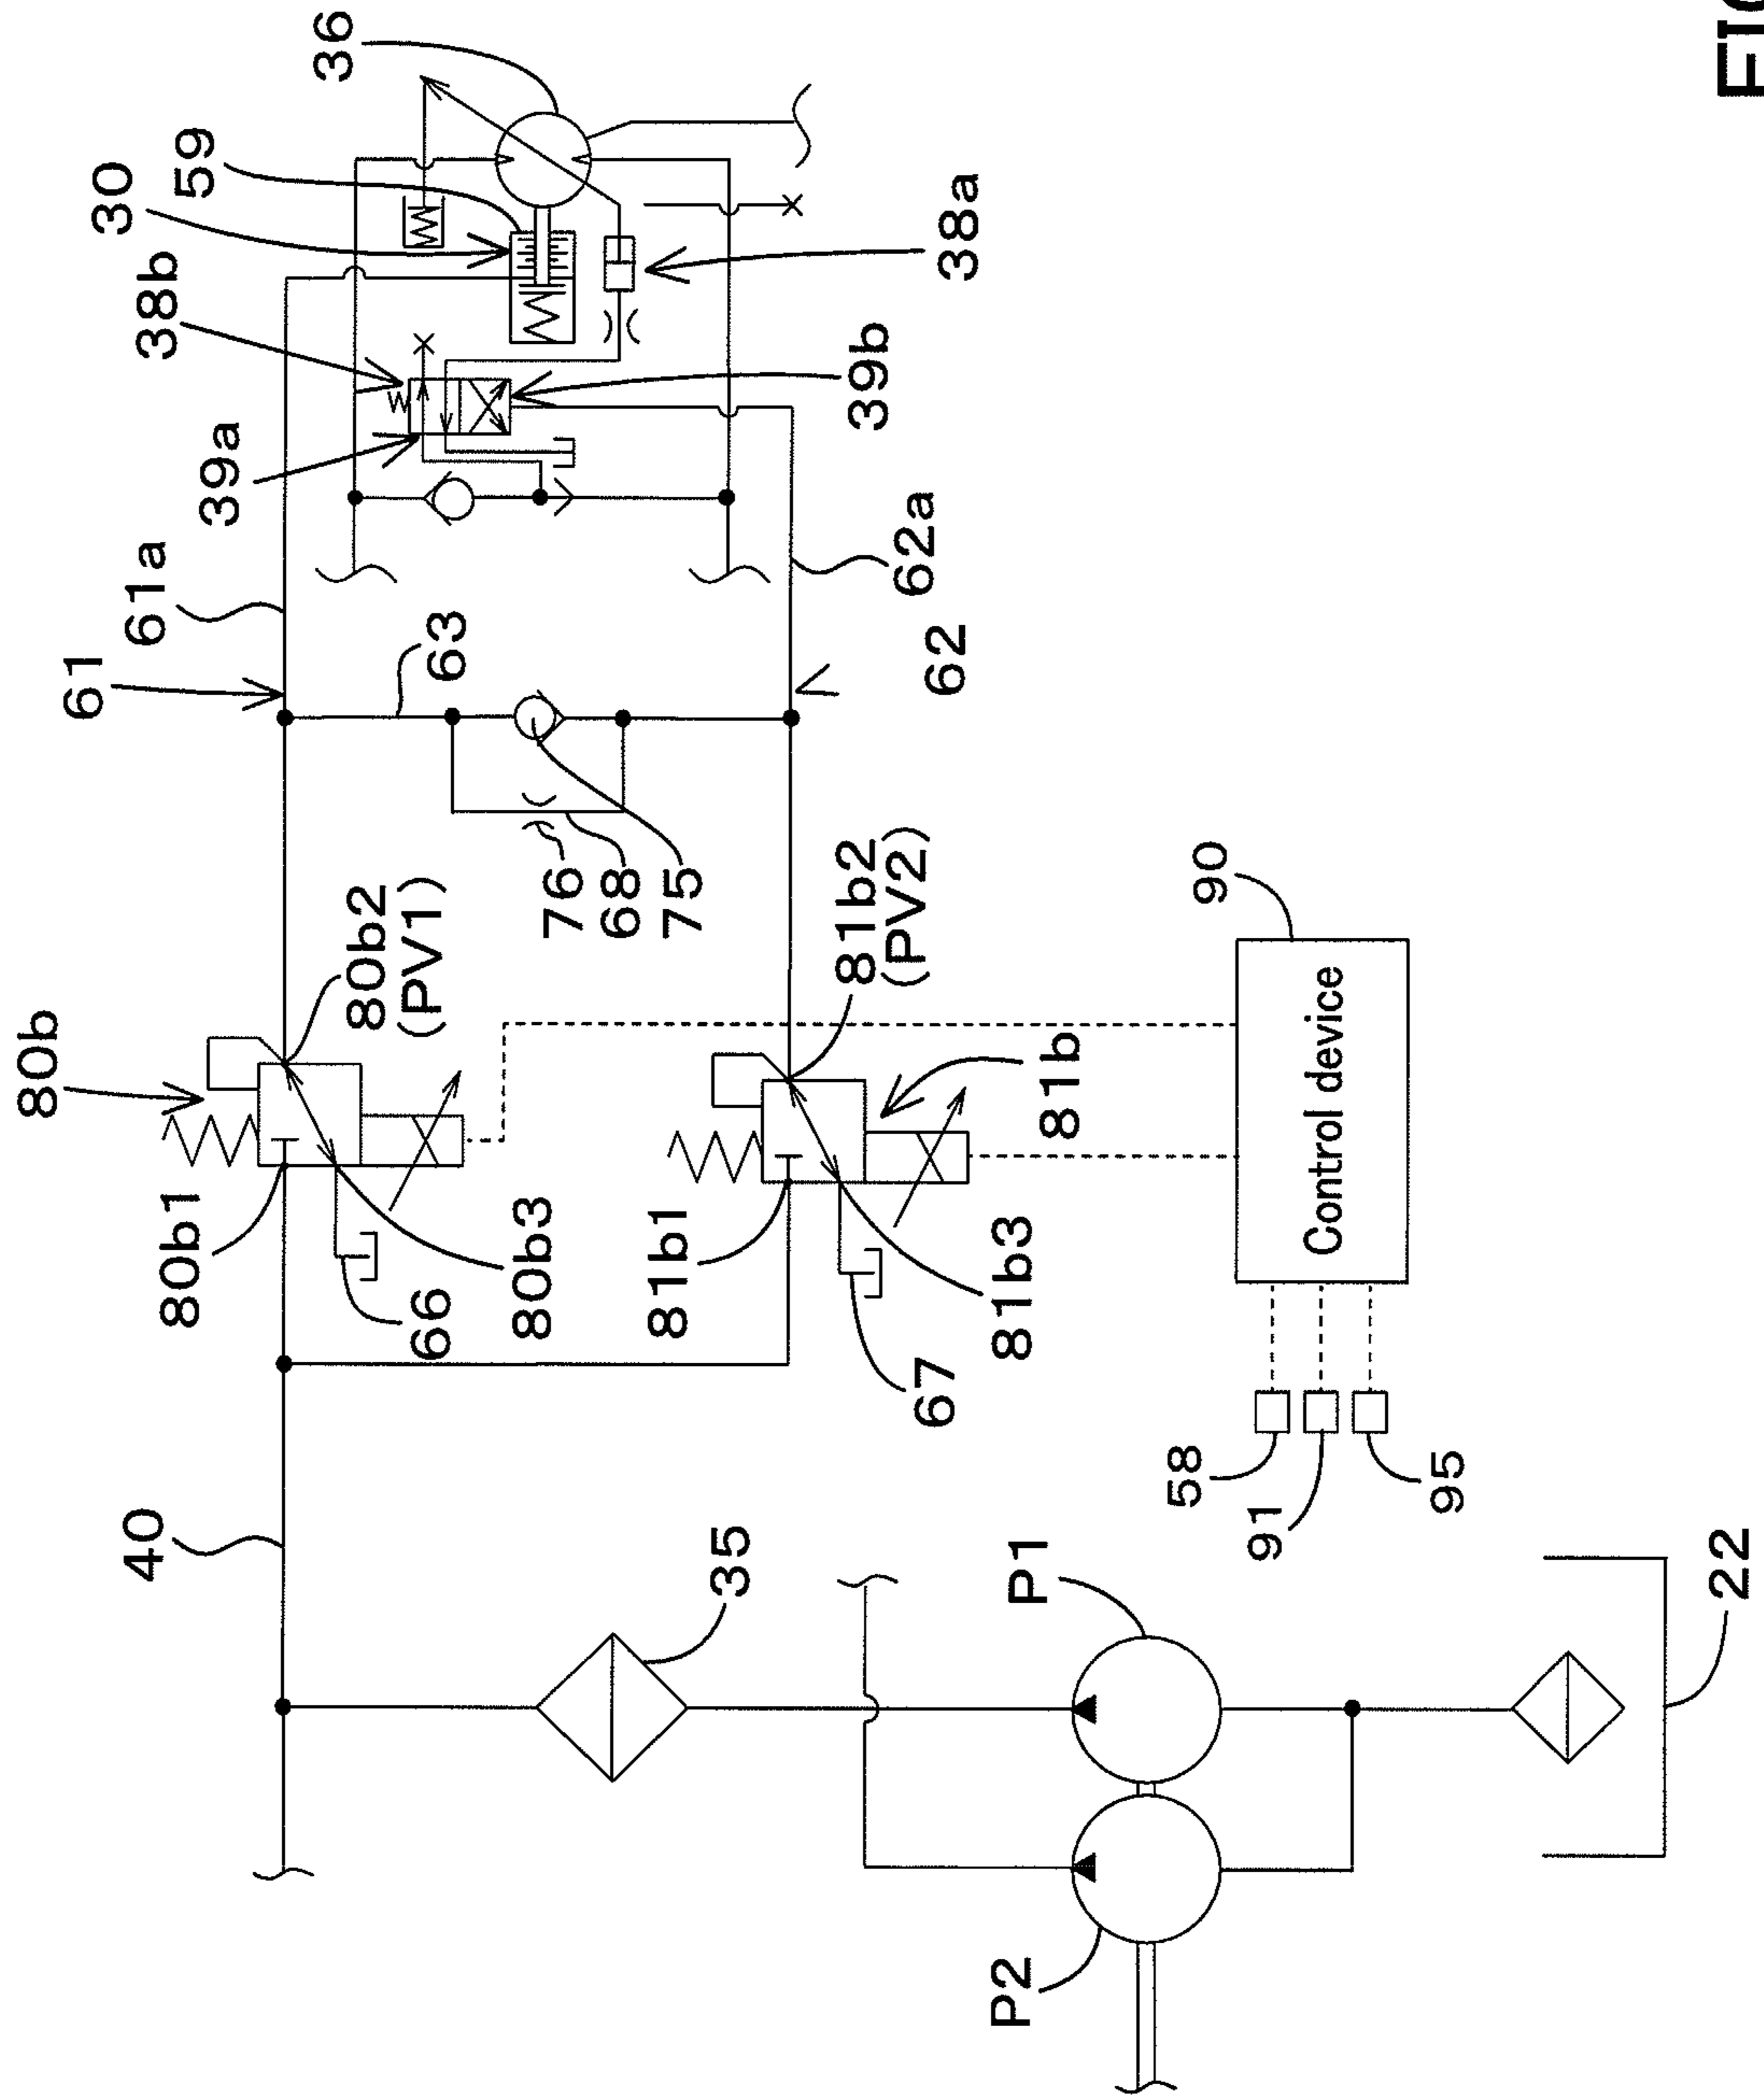 80b
61
61a
30
59
36
38b
39a
80b1
80b2
(PV1)
63
40
66
80b3
76
68
75
39b
38a
81b1
81b2
(PV2)
62a
62
35
67
81b3
81b
P1
58
91
95
Control device
90
P2
22